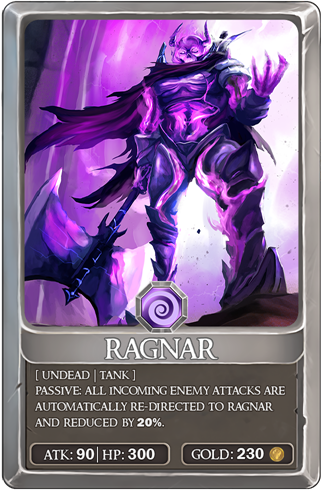 RAGNAR
[ UNDEAD | TANK ]
PASSIVE: ALL INCOMING ENEMY ATTACKS ARE
AUTOMATICALLY RE-DIRECTED TO RAGNAR
AND REDUCED BY 20%.
ATK: 90 | HP: 300 GOLD: 230